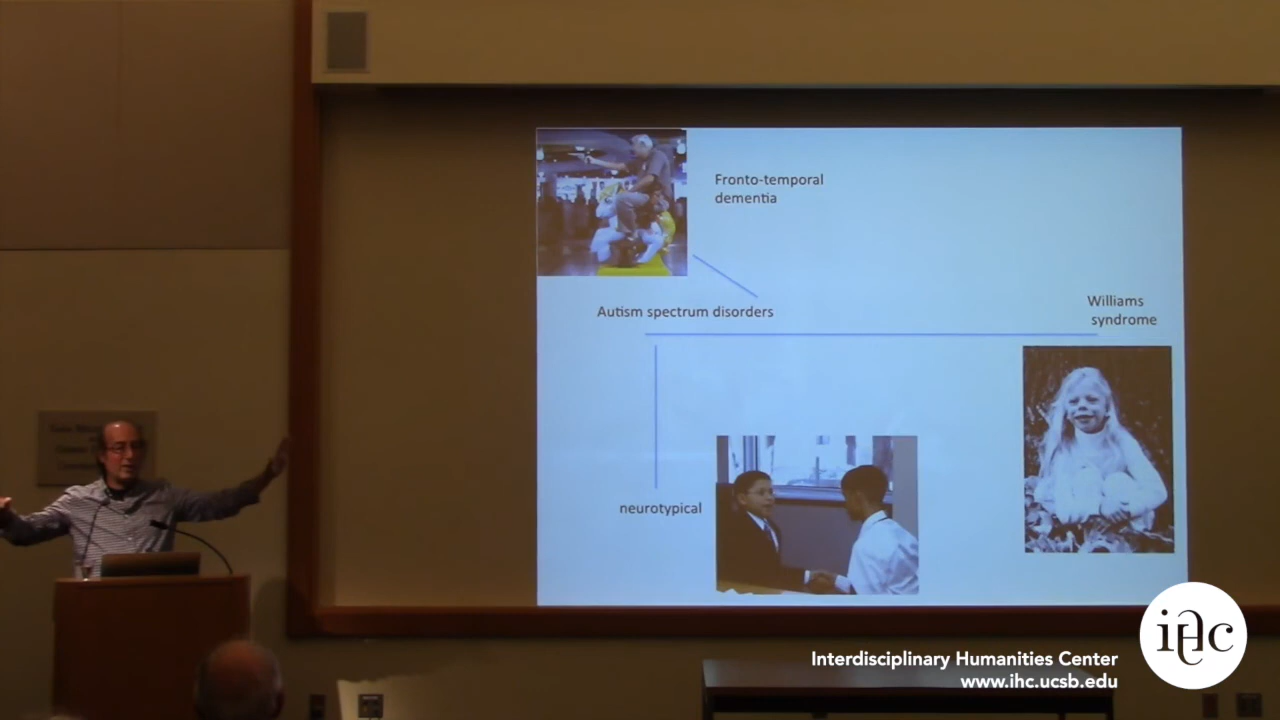 Fronto-temporal
dementia
Autism spectrum disorders
Williams
syndrome
neurotypical
ihc
Interdisciplinary Humanities Center
www.ihc.ucsb.edu